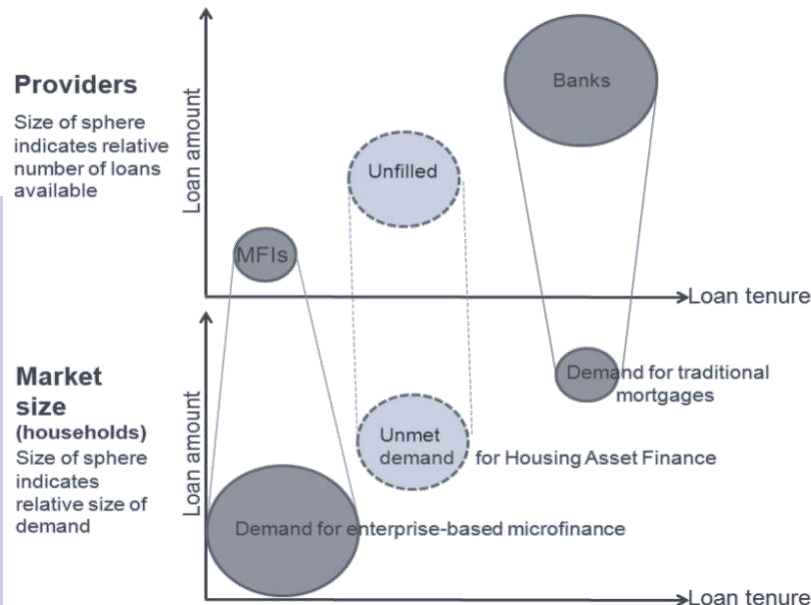 Providers
Size of sphere
indicates relative
number of loans
available
Loan amount
Banks
Unfilled
MFIs
Loan tenure
Market
size
(households)
Size of sphere
indicates
relative size of
demand
Loan amount
Demand for traditional
mortgages
Unmet
demand for Housing Asset Finance
Demand for enterprise-based microfinance
Loan tenure